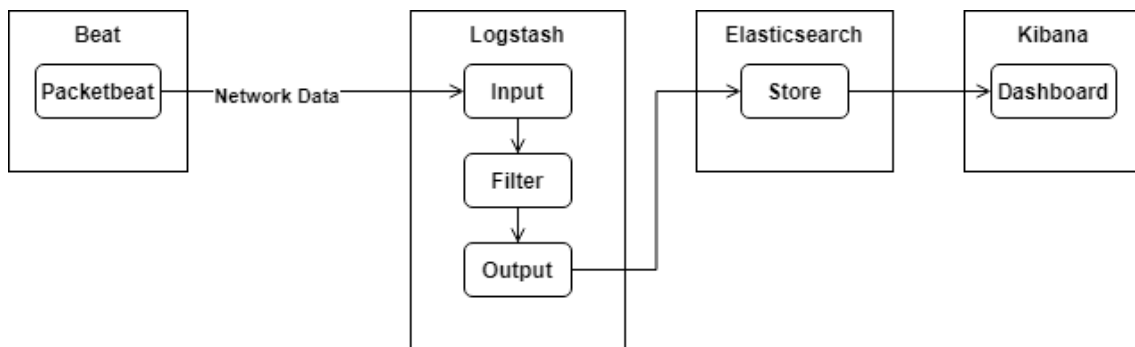 Beat
Logstash
Elasticsearch
Kibana
Packetbeat
Network Data
Input
Store
Dashboard
Filter
Output